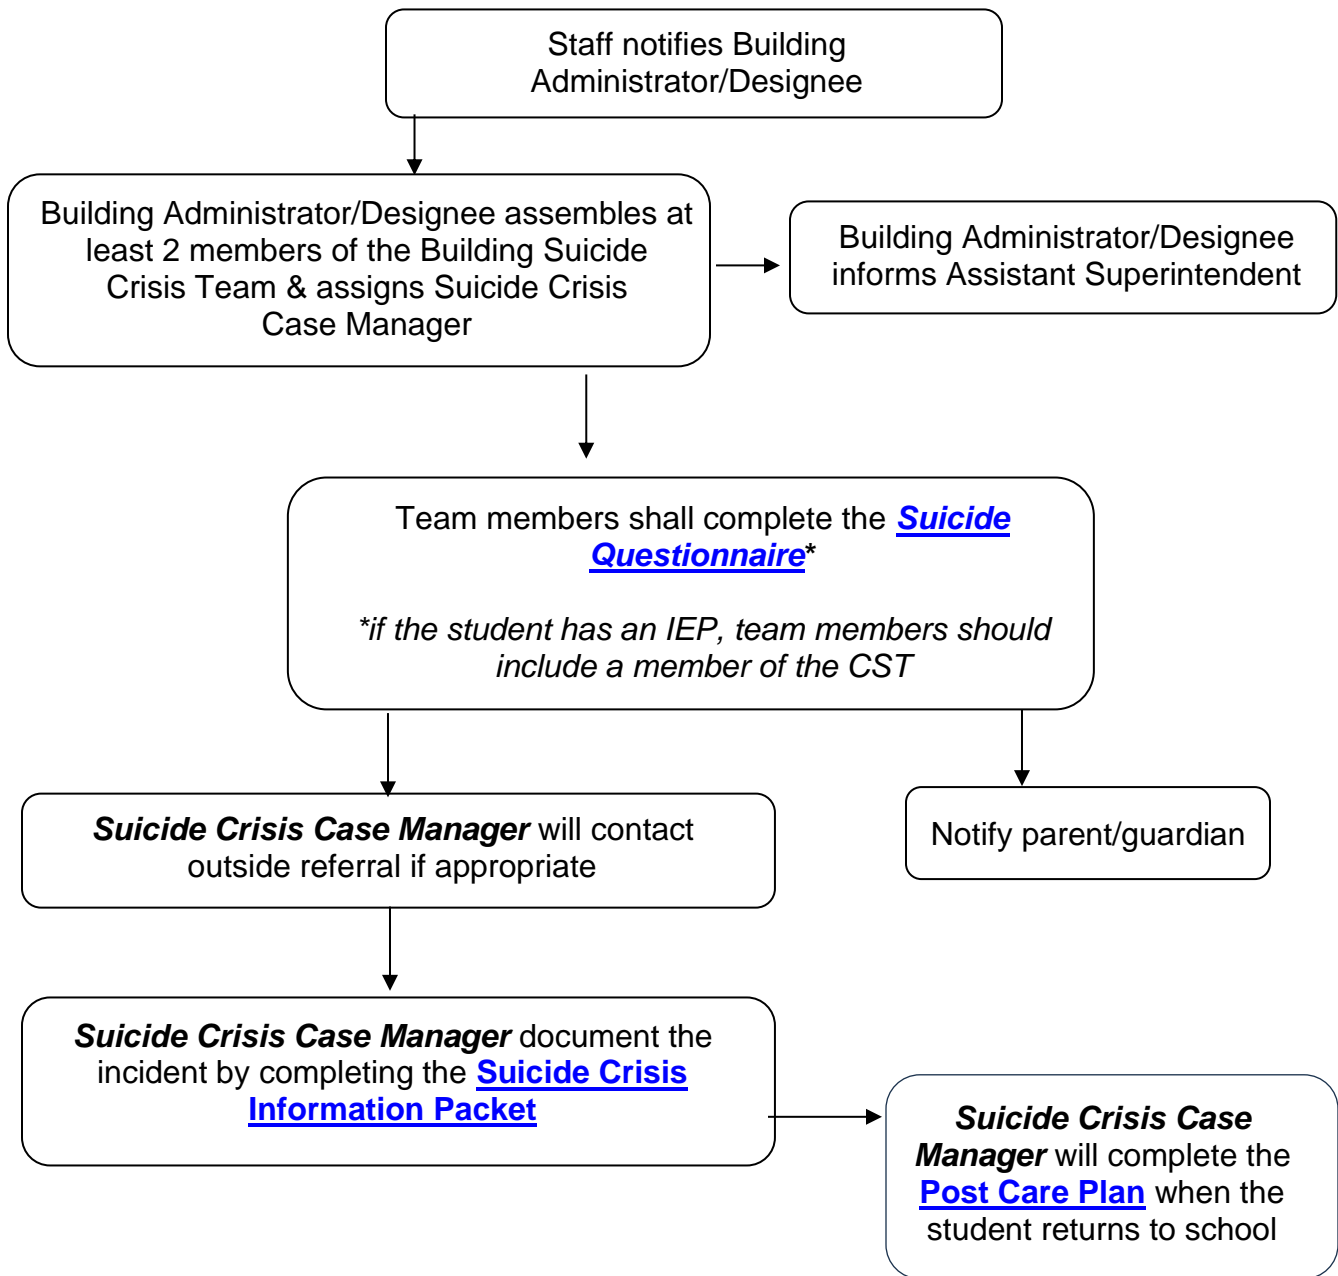 Staff notifies Building
Administrator/Designee
Building Administrator/Designee assembles at
least 2 members of the Building Suicide
Crisis Team & assigns Suicide Crisis
Case Manager
Building Administrator/Designee
informs Assistant Superintendent
Team members shall complete the Suicide
Questionnaire*
*if the student has an IEP, team members should
include a member of the CST
Suicide Crisis Case Manager will contact
outside referral if appropriate
Notify parent/guardian
Suicide Crisis Case Manager document the
incident by completing the Suicide Crisis
Information Packet
Suicide Crisis Case
Manager will complete the
Post Care Plan when the
student returns to school